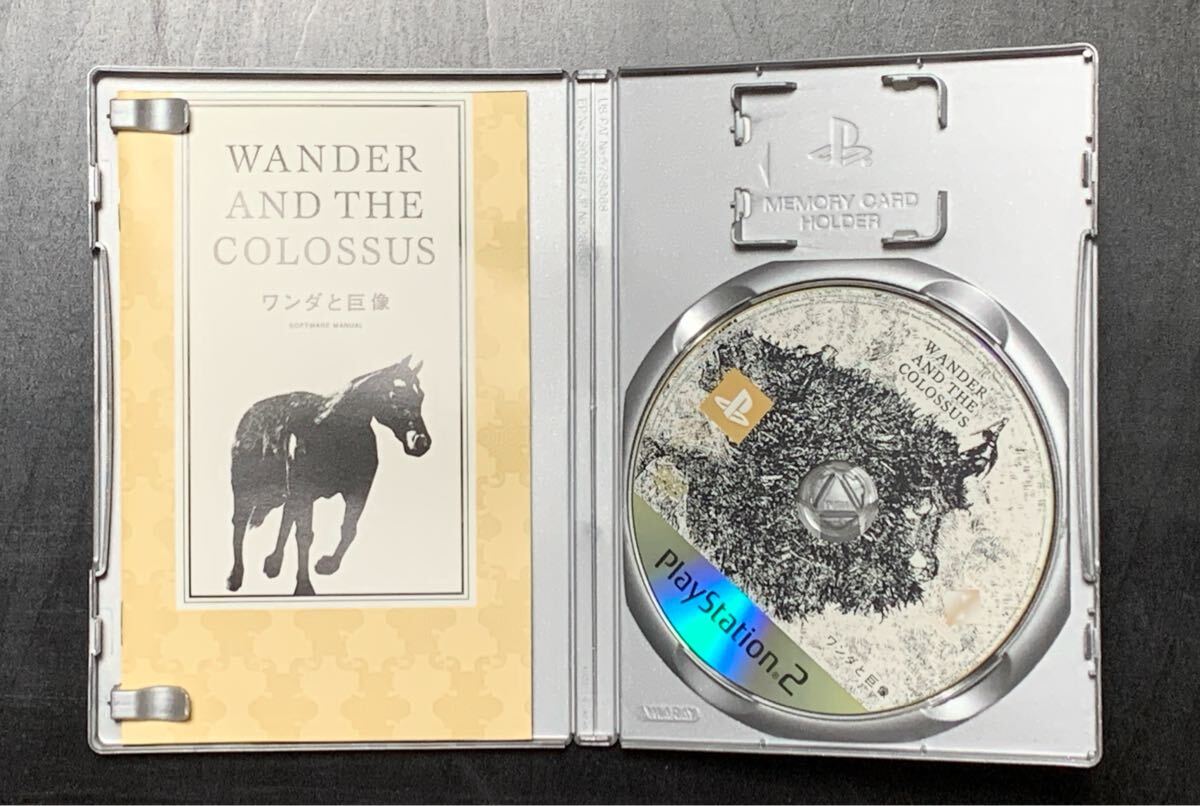 WANDER
AND THE
COLOSSUS
ワンダと巨像
SOFTWARE MANUAL
MEMORY CARD
HOLDER
WANDER
AND THE
COLOSSUS
PlayStation®2
ワンダと巨像